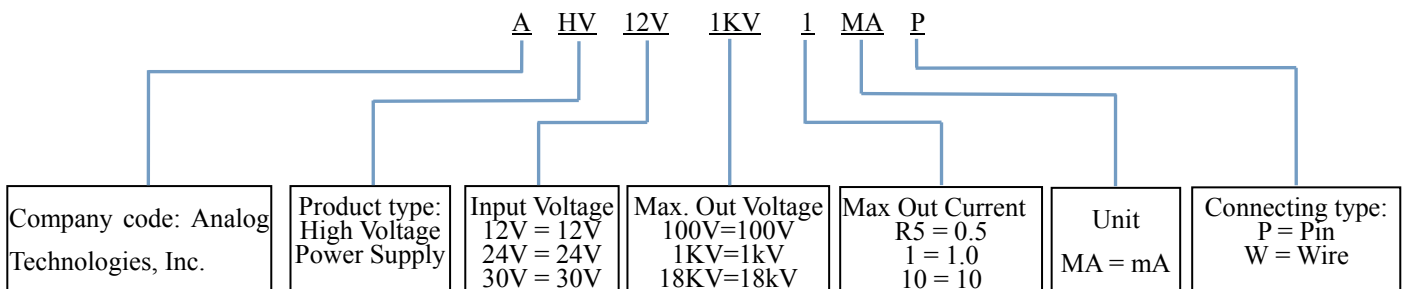 A HV 12V 1KV 1 MA P
Company code: Analog
Technologies, Inc.
Product type:
High Voltage
Power Supply
Input Voltage
12V = 12V
24V = 24V
30V = 30V
Max. Out Voltage
100V=100V
1KV=1kV
18KV=18kV
Max Out Current
R5 = 0.5
1 = 1.0
10 = 10
Unit
MA = mA
Connecting type:
P = Pin
W = Wire